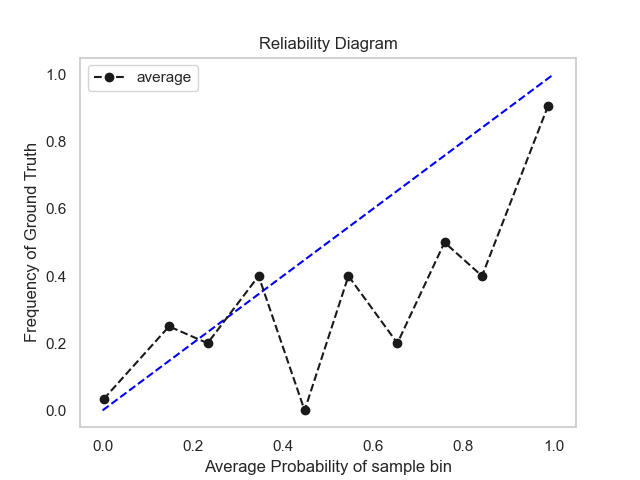 Reliability Diagram
average
Frequency of Ground Truth
1.0
0.8
0.6
0.4
0.2
0.0
0.0 0.2 0.4 0.6 0.8 1.0
Average Probability of sample bin